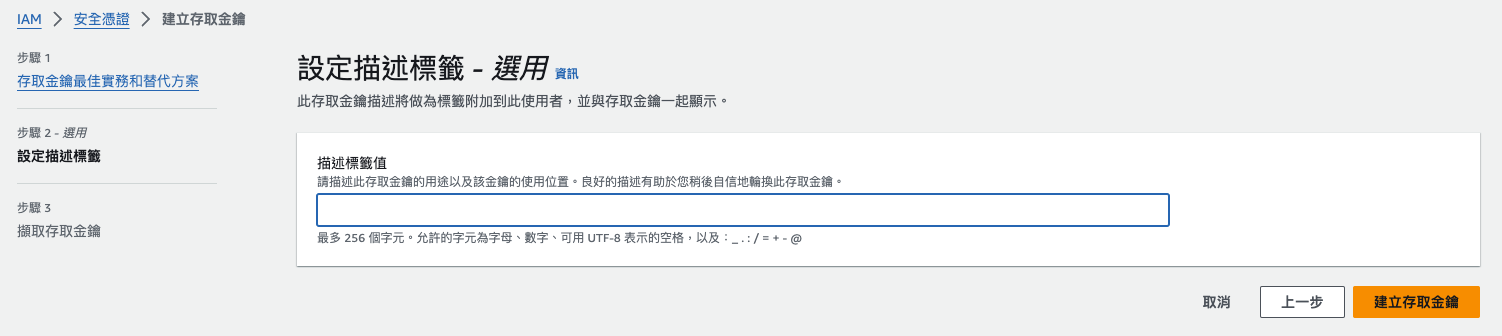 IAM > 安全憑證 > 建立存取金鑰
步驟 1
存取金鑰最佳實務和替代方案
步驟 2 - 選用
設定描述標籤
步驟 3
擷取存取金鑰
設定描述標籤 - 選用 資訊
此存取金鑰描述將做為標籤附加到此使用者，並與存取金鑰一起顯示。
描述標籤值
請描述此存取金鑰的用途以及該金鑰的使用位置。良好的描述有助於您稍後自信地輪換此存取金鑰。
最多 256 個字元。允許的字元為字母、數字、可用 UTF-8 表示的空格，以及：_ . : / = + - @
取消 上一步 建立存取金鑰